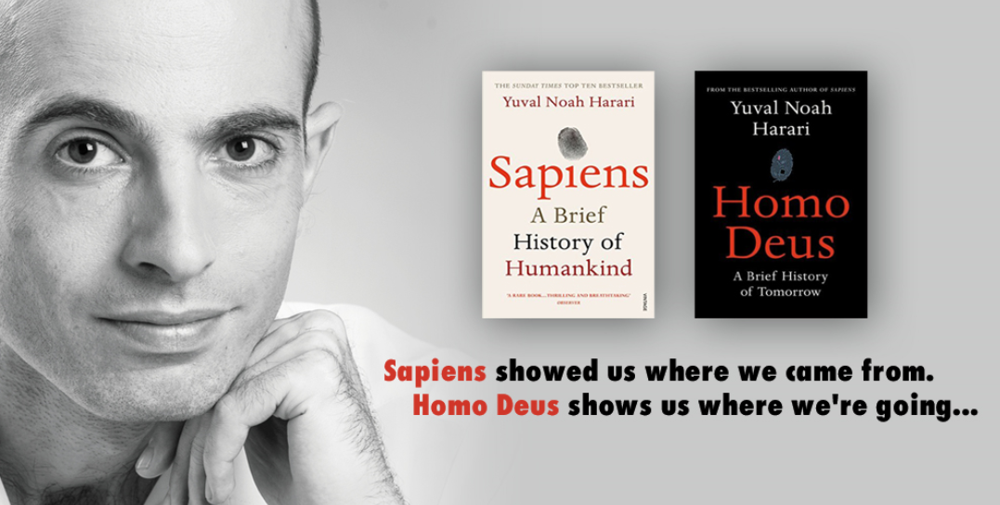 THE SUNDAY TIMES TOP TEN BESTSELLER
Yuval Noah Harari
Sapiens
A Brief
History of
Humankind
'A RARE BOOK... THRILLING AND BREATHTAKING'
OBSERVER
VINTAGE
FROM THE BESTSELLING AUTHOR OF SAPIENS
Yuval Noah
Harari
Homo
Deus
A Brief History
of Tomorrow
Sapiens showed us where we came from.
Homo Deus shows us where we're going...